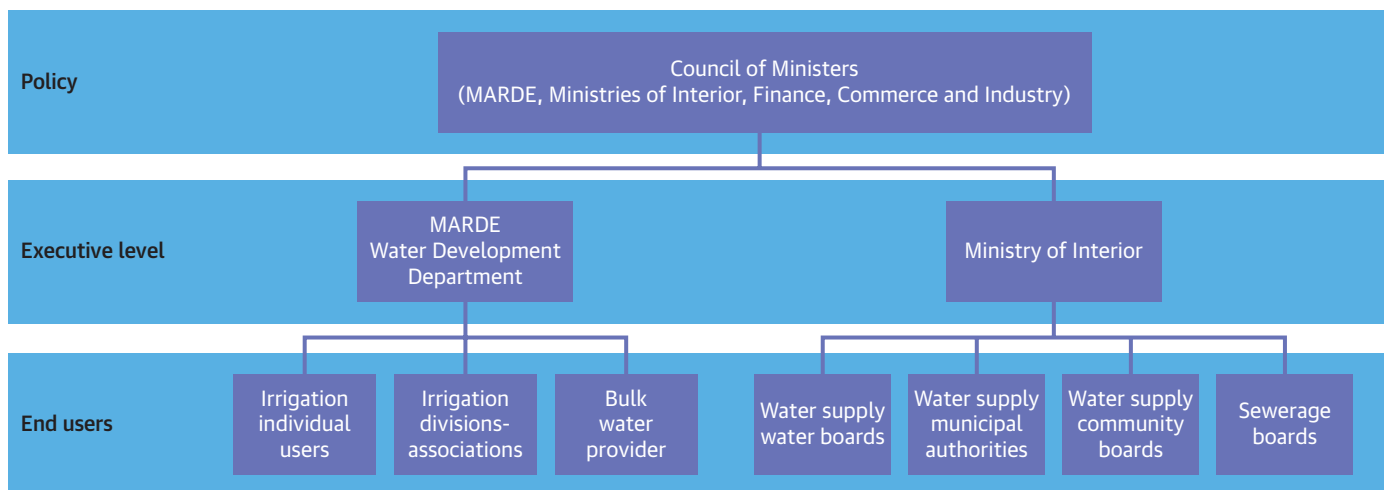 Policy
Council of Ministers
(MARDE, Ministries of Interior, Finance, Commerce and Industry)
Executive level
MARDE
Water Development
Department
Ministry of Interior
End users
Irrigation
individual
users
Irrigation
divisions-
associations
Bulk
water
provider
Water supply
water boards
Water supply
municipal
authorities
Water supply
community
boards
Sewerage
boards